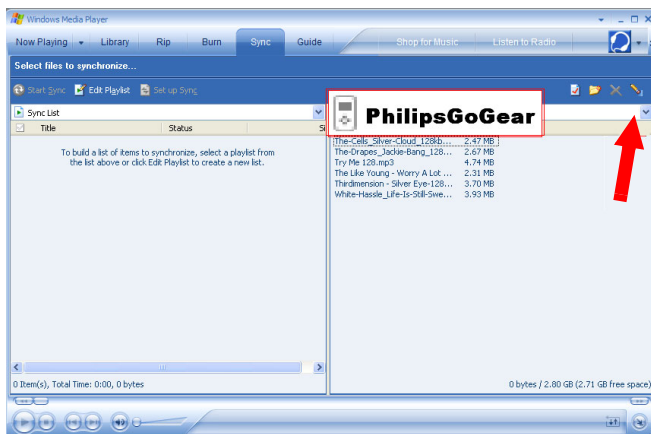 Windows Media Player
Now Playing Library Rip Burn Sync Guide Shop for Music Listen to Radio
Select files to synchronize...
Start Sync Edit Playlist Set up Sync
Sync List
PhilipsGoGear
Title Status Si
To build a list of items to synchronize, select a playlist from
the list above or click Edit Playlist to create a new list.
The-Cells_Silver-Cloud_128kb... 2.47 MB
The-Drapes_Jackie-Bang_128... 2.67 MB
Try Me 128.mp3 4.74 MB
The Like Young - Worry A Lot ... 2.31 MB
Thirdimension - Silver Eye-128... 3.70 MB
White-Hassle_Life-Is-Still-Swe... 3.93 MB
0 Item(s), Total Time: 0:00, 0 bytes
0 bytes / 2.80 GB (2.71 GB free space)